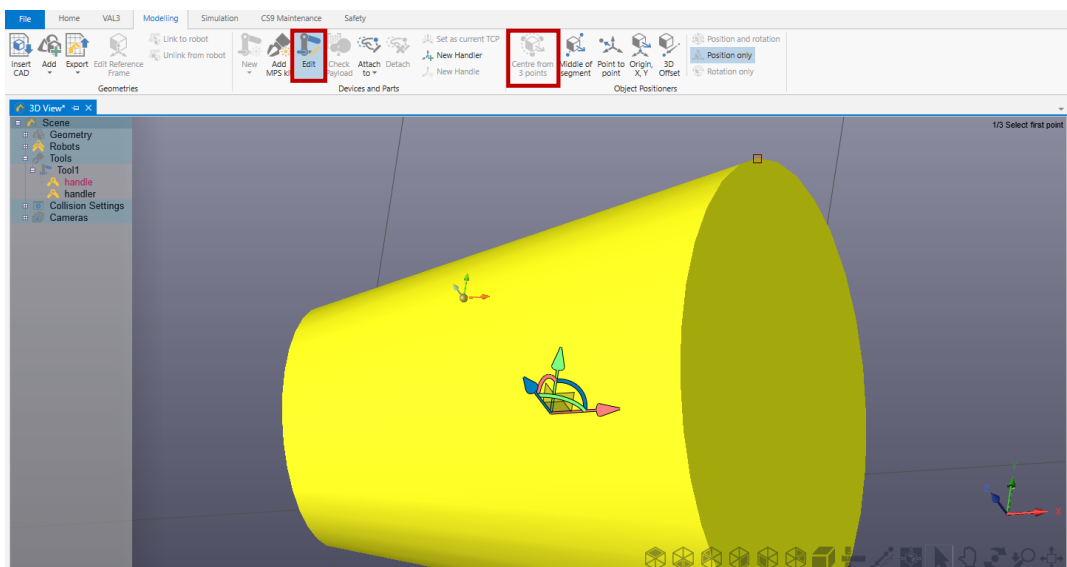 File Home VAL3 Modelling Simulation CS9 Maintenance Safety
Insert CAD
Add
Export
Edit Reference Frame
Link to robot
Unlink from robot
Geometries
New
Add MPS ki
Edit
Check Payload
Attach to
Detach
Set as current TCP
New Handler
New Handle
Devices and Parts
Centre from 3 points
Middle of segment
Point to point
Origin, X, Y
3D Offset
Position and rotation
Position only
Rotation only
Object Positioners
3D View*
Scene
Geometry
Robots
Tools
Tool1
handle
handler
Collision Settings
Cameras
1/3 Select first point
X